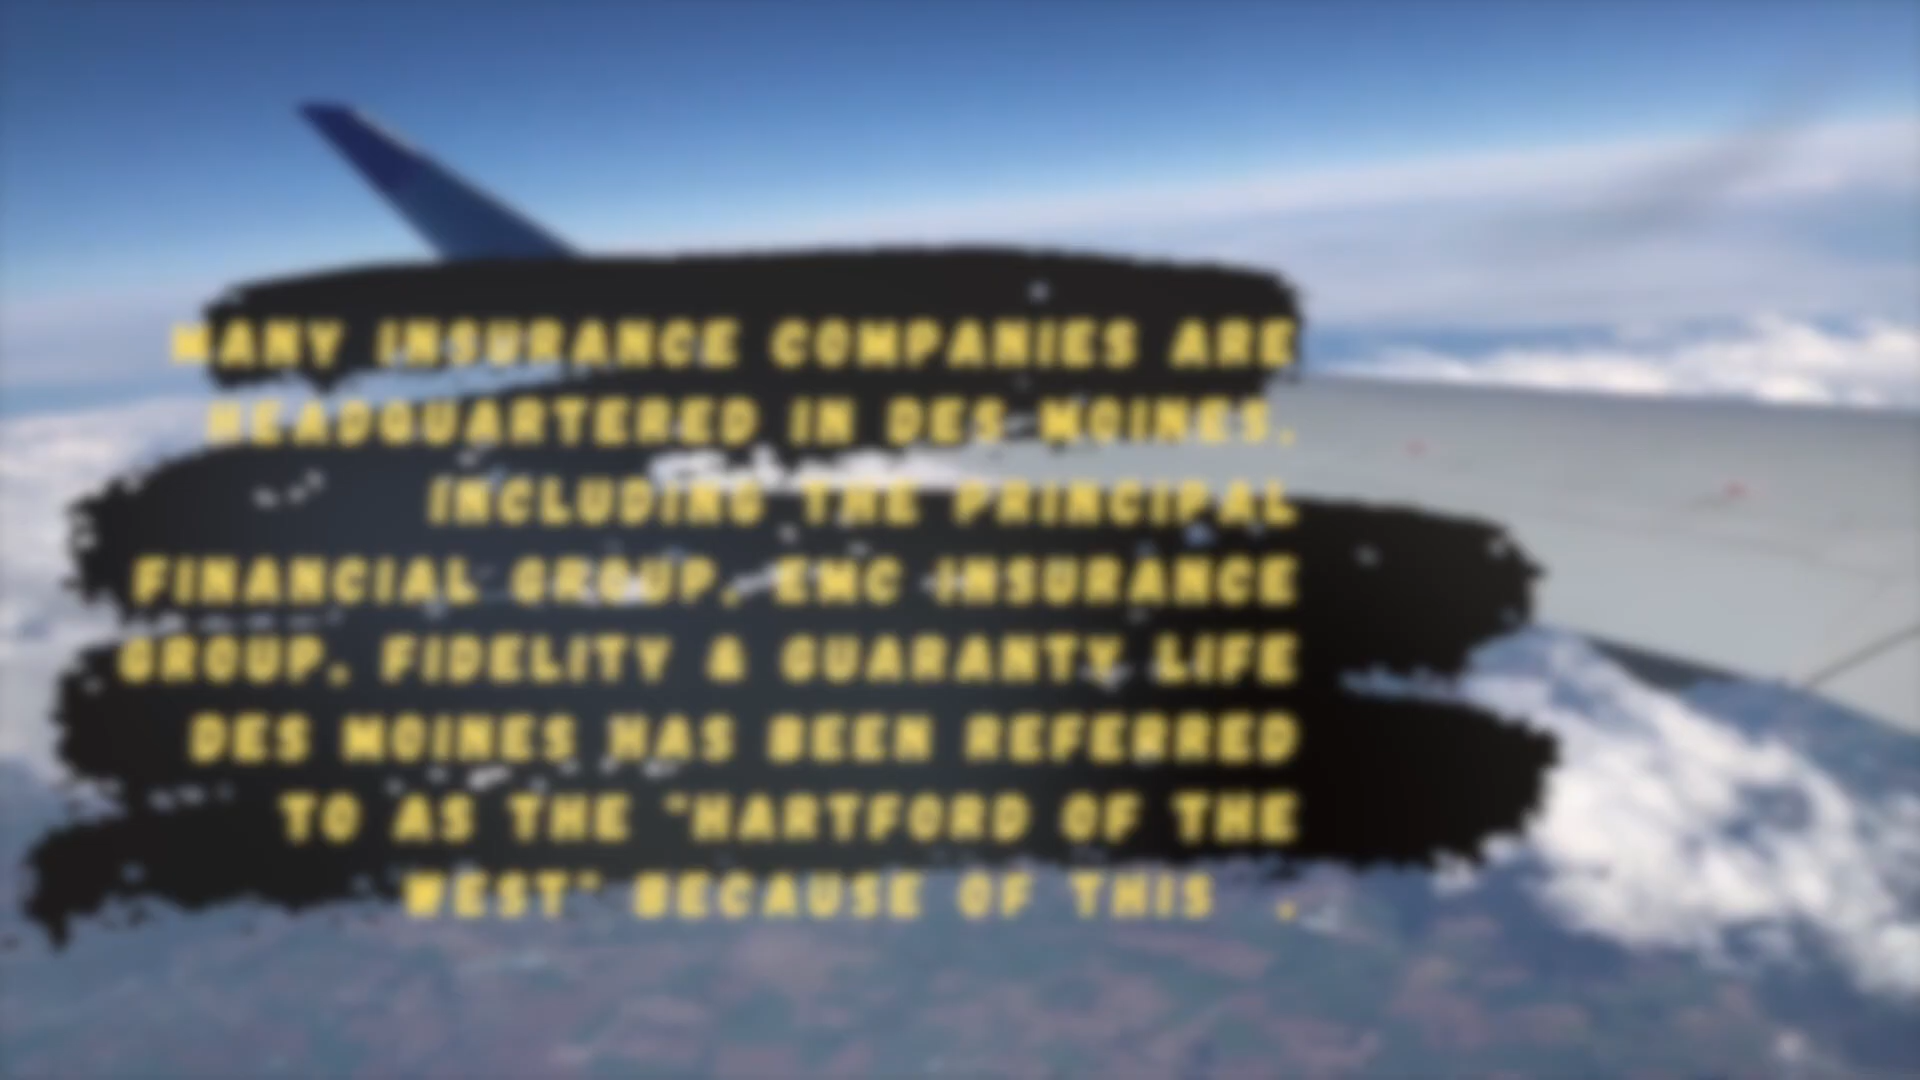 MANY INSURANCE COMPANIES ARE
HEADQUARTERED IN DES MOINES,
INCLUDING THE PRINCIPAL
FINANCIAL GROUP, EMC INSURANCE
GROUP, FIDELITY & GUARANTY LIFE
DES MOINES HAS BEEN REFERRED
TO AS THE "HARTFORD OF THE
WEST" BECAUSE OF THIS .